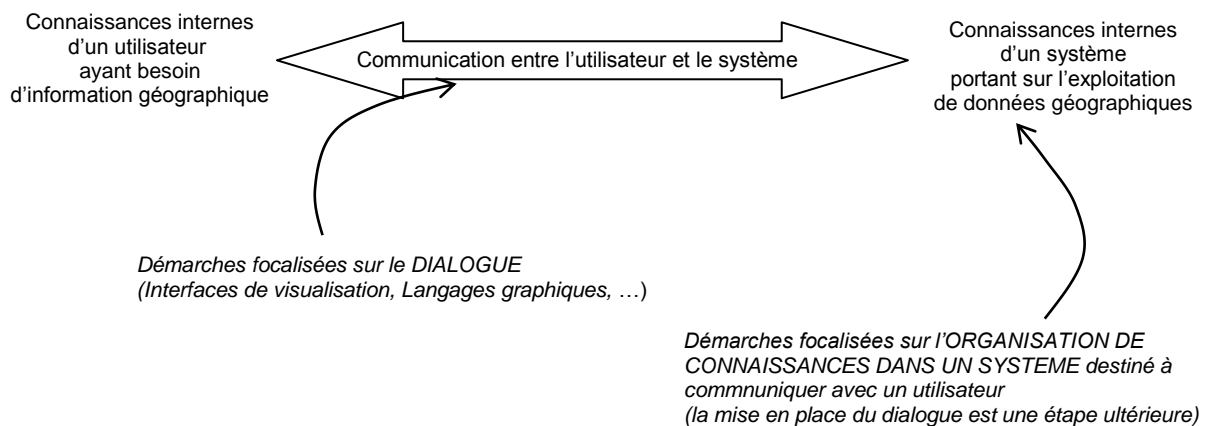 Connaissances internes
d'un utilisateur
ayant besoin
d'information géographique
Communication entre l'utilisateur et le système
Connaissances internes
d'un système
portant sur l'exploitation
de données géographiques
Démarches focalisées sur le DIALOGUE
(Interfaces de visualisation, Langages graphiques, …)
Démarches focalisées sur l'ORGANISATION DE
CONNAISSANCES DANS UN SYSTEME destiné à
commnuniquer avec un utilisateur
(la mise en place du dialogue est une étape ultérieure)